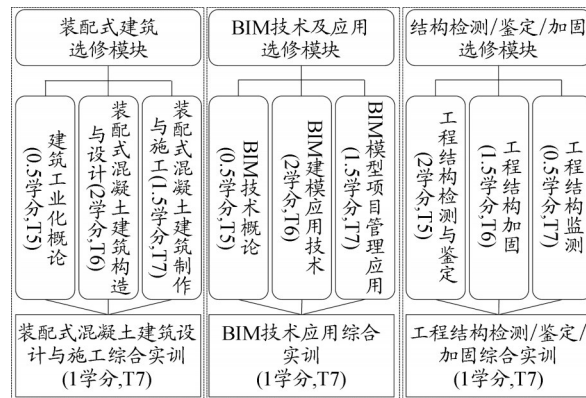 装配式建筑
选修模块
建筑工业化概论
(0.5学分,T5)
装配式混凝土建筑构造
与设计(2学分,T6)
装配式混凝土建筑制作
与施工(1.5学分,T7)
装配式混凝土建筑设
计与施工综合实训
(1学分,T7)
BIM技术及应用
选修模块
BIM技术概论
(0.5学分,T5)
BIM建模应用技术
(2学分,T6)
BIM模型项目管理应用
(1.5学分,T7)
BIM技术应用综合
实训
(1学分,T7)
结构检测/鉴定/加固
选修模块
工程结构检测与鉴定
(2学分,T5)
工程结构加固
(1.5学分,T6)
工程结构监测
(0.5学分,T7)
工程结构检测/鉴定/
加固综合实训
(1学分,T7)